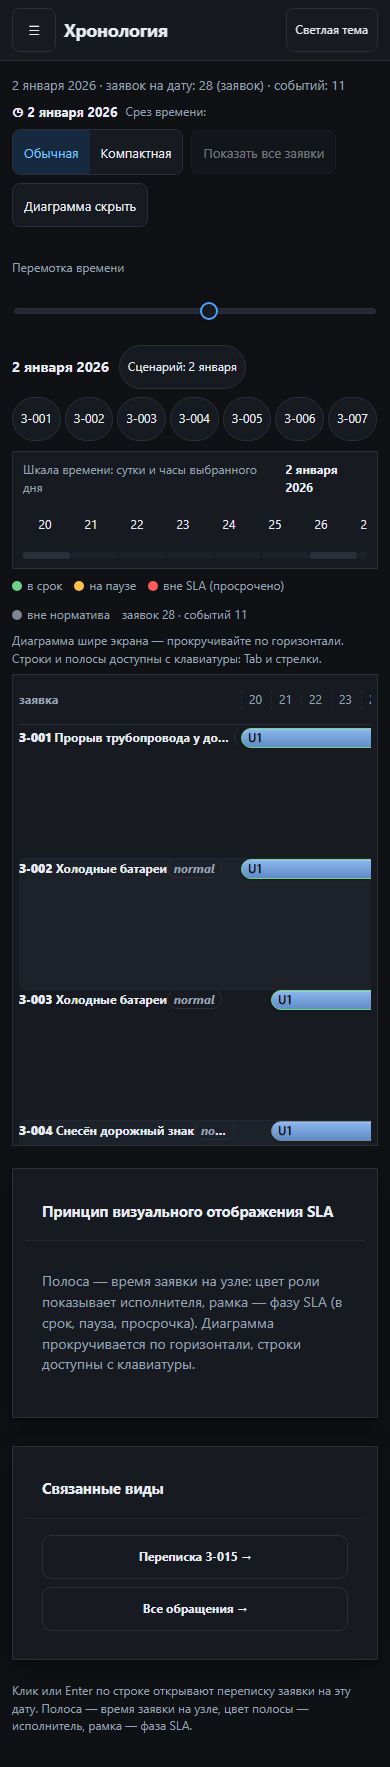 ☰ Хронология Светлая тема
2 января 2026 · заявок на дату: 28 (заявок) · событий: 11
◷ 2 января 2026 Срез времени:
Обычная Компактная Показать все заявки
Диаграмма скрыть
Перемотка времени
2 января 2026 Сценарий: 2 января
З-001 З-002 З-003 З-004 З-005 З-006 З-007
Шкала времени: сутки и часы выбранного
дня
2 января
2026
20 21 22 23 24 25 26 2
в срок на паузе вне SLA (просрочено)
вне норматива заявок 28 · событий 11
Диаграмма шире экрана — прокручивайте по горизонтали.
Строки и полосы доступны с клавиатуры: Tab и стрелки.
заявка 20 21 22 23
З-001 Прорыв трубопровода у до... U1
З-002 Холодные батареи normal U1
З-003 Холодные батареи normal U1
З-004 Снесён дорожный знак no... U1
Принцип визуального отображения SLA
Полоса — время заявки на узле: цвет роли
показывает исполнителя, рамка — фазу SLA (в
срок, пауза, просрочка). Диаграмма
прокручивается по горизонтали, строки
доступны с клавиатуры.
Связанные виды
Переписка З-015 →
Все обращения →
Клик или Enter по строке открывают переписку заявки на эту
дату. Полоса — время заявки на узле, цвет полосы —
исполнитель, рамка — фаза SLA.